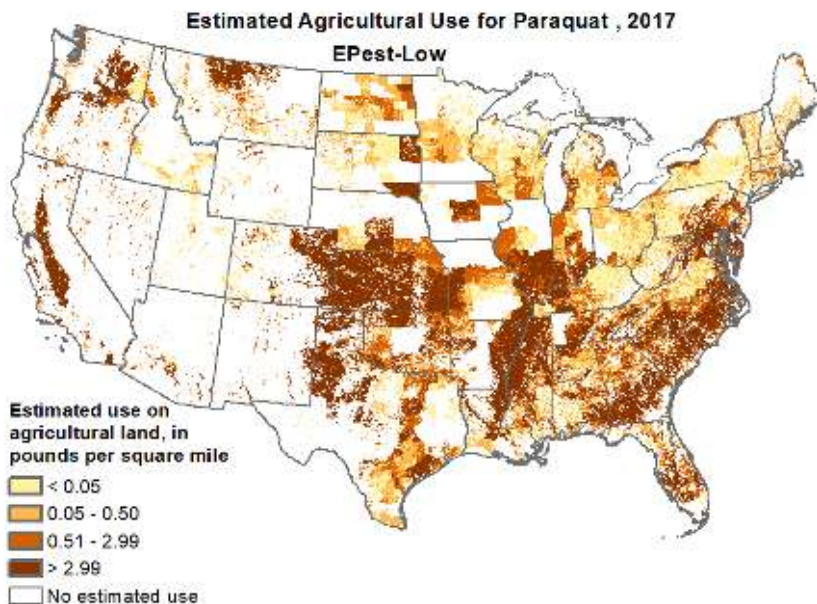 Estimated Agricultural Use for Paraquat , 2017
EPest-Low
Estimated use on
agricultural land, in
pounds per square mile
< 0.05
0.05 - 0.50
0.51 - 2.99
> 2.99
No estimated use